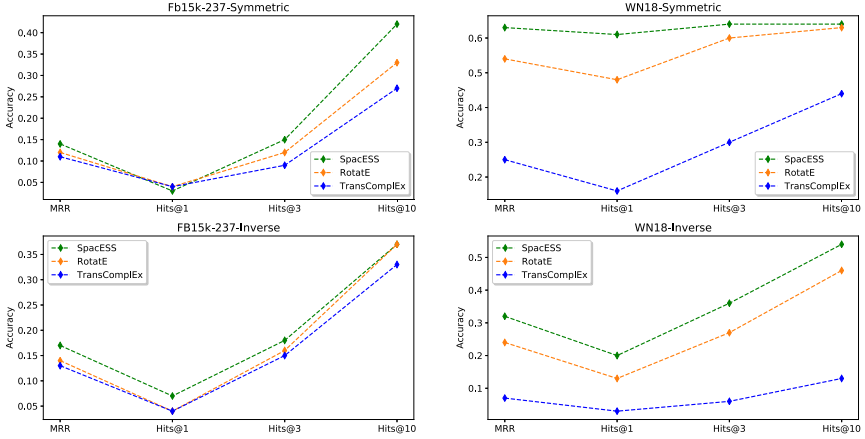 Fb15k-237-Symmetric
Accuracy
0.40
0.35
0.30
0.25
0.20
0.15
0.10
0.05
SpacESS
RotatE
TransComplEx
MRR
Hits@1
Hits@3
Hits@10
WN18-Symmetric
Accuracy
0.6
0.5
0.4
0.3
0.2
SpacESS
RotatE
TransComplEx
MRR
Hits@1
Hits@3
Hits@10
FB15k-237-Inverse
Accuracy
0.35
0.30
0.25
0.20
0.15
0.10
0.05
SpacESS
RotatE
TransComplEx
MRR
Hits@1
Hits@3
Hits@10
WN18-Inverse
Accuracy
0.5
0.4
0.3
0.2
0.1
SpacESS
RotatE
TransComplEx
MRR
Hits@1
Hits@3
Hits@10